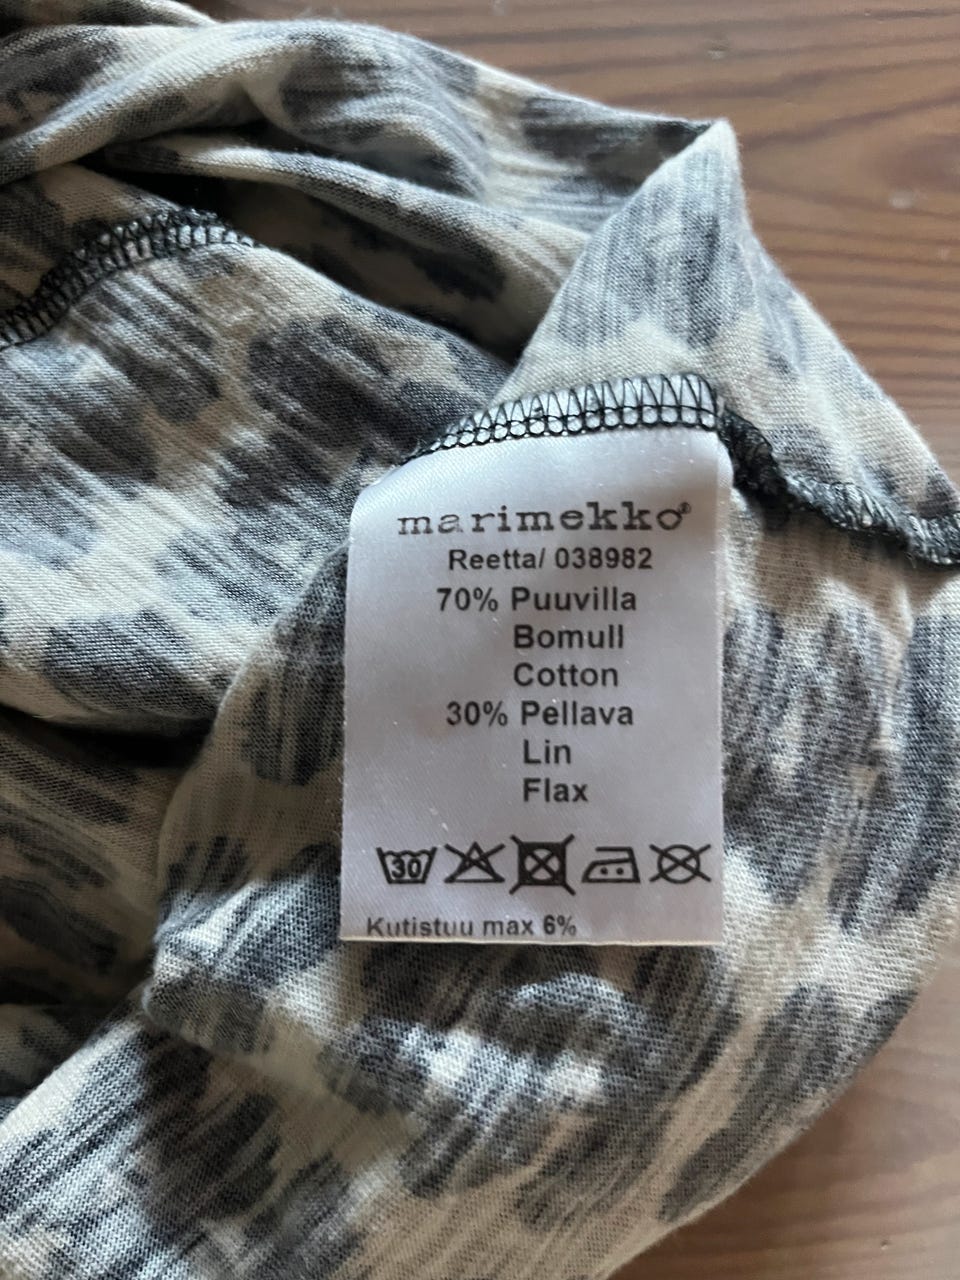 marimekko®
Reetta/ 038982
70% Puuvilla
Bomull
Cotton
30% Pellava
Lin
Flax
30
Kutistuu max 6%